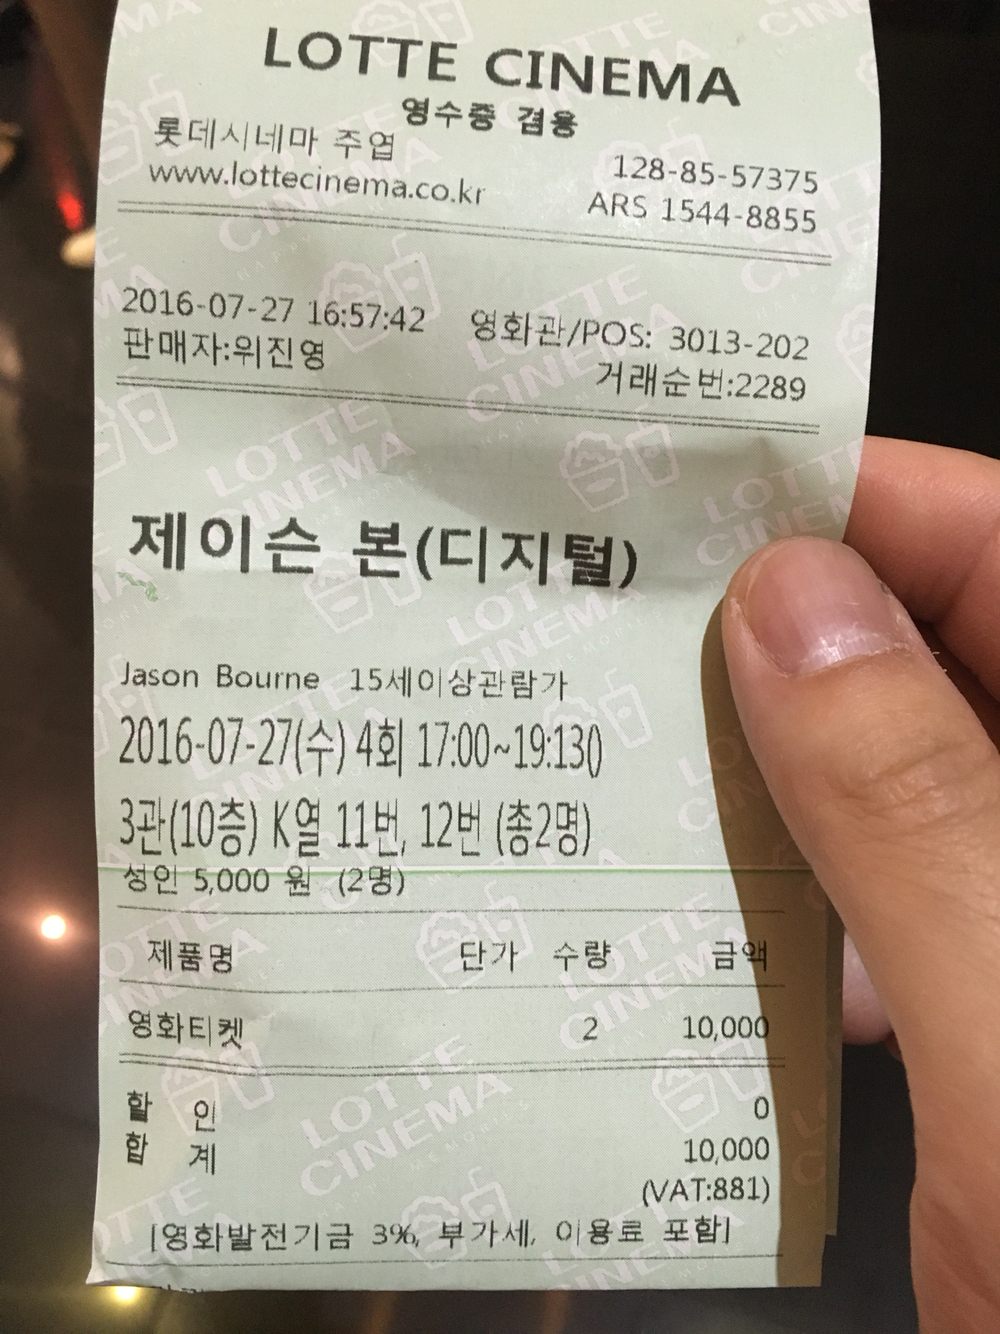 LOTTE CINEMA
영수증 겸용
롯데시네마 주엽 128-85-57375
www.lottecinema.co.kr ARS 1544-8855
2016-07-27 16:57:42 영화관/POS: 3013-202
판매자:위진영 거래순번:2289
제이슨 본(디지털)
Jason Bourne 15세이상관람가
2016-07-27(수) 4회 17:00~19:13()
3관(10층) K열 11번, 12번 (총2명)
성인 5,000 원 (2명)
제품명 단가 수량 금액
영화티켓 2 10,000
할 인 0
합 계 10,000
(VAT:881)
[영화발전기금 3%, 부가세, 이용료 포함]